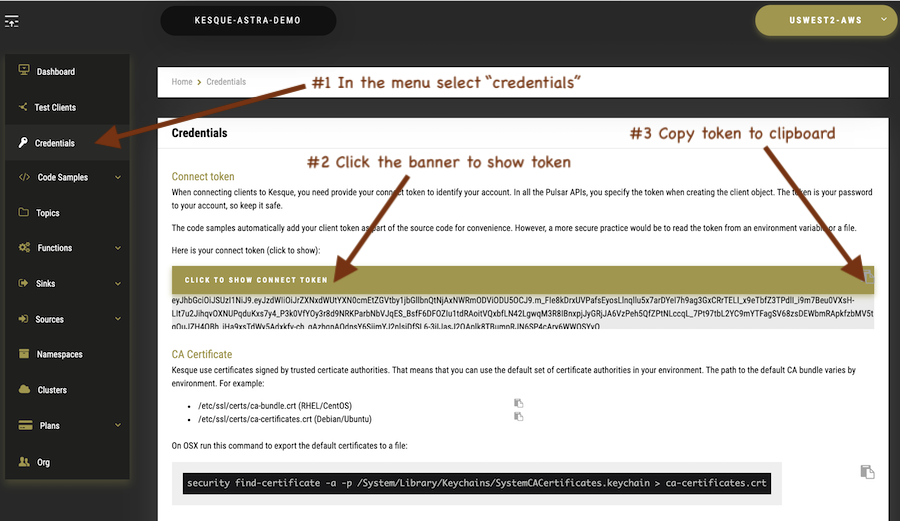 KESQUE-ASTRA-DEMO
USWEST2-AWS
Dashboard
Test Clients
Credentials
Code Samples
Topics
Functions
Sinks
Sources
Namespaces
Clusters
Plans
Org
Home > Credentials
#1 In the menu select “credentials”
Credentials
#3 Copy token to clipboard
#2 Click the banner to show token
Connect token
When connecting clients to Kesque, you need provide your connect token to identify your account. In all the Pulsar APIs, you specify the token when creating the client object. The token is your password
to your account, so keep it safe.
The code samples automatically add your client token as part of the source code for convenience. However, a more secure practice would be to read the token from an environment variable or a file.
Here is your connect token (click to show):
CLICK TO SHOW CONNECT TOKEN
CA Certificate
Kesque use certificates signed by trusted certicate authorities. That means that you can use the default set of certificate authorities in your environment. The path to the default CA bundle varies by
environment. For example:
• /etc/ssl/certs/ca-bundle.crt (RHEL/CentOS)
• /etc/ssl/certs/ca-certificates.crt (Debian/Ubuntu)
On OSX run this command to export the default certificates to a file:
security find-certificate -a -p /System/Library/Keychains/SystemCACertificates.keychain > ca-certificates.crt